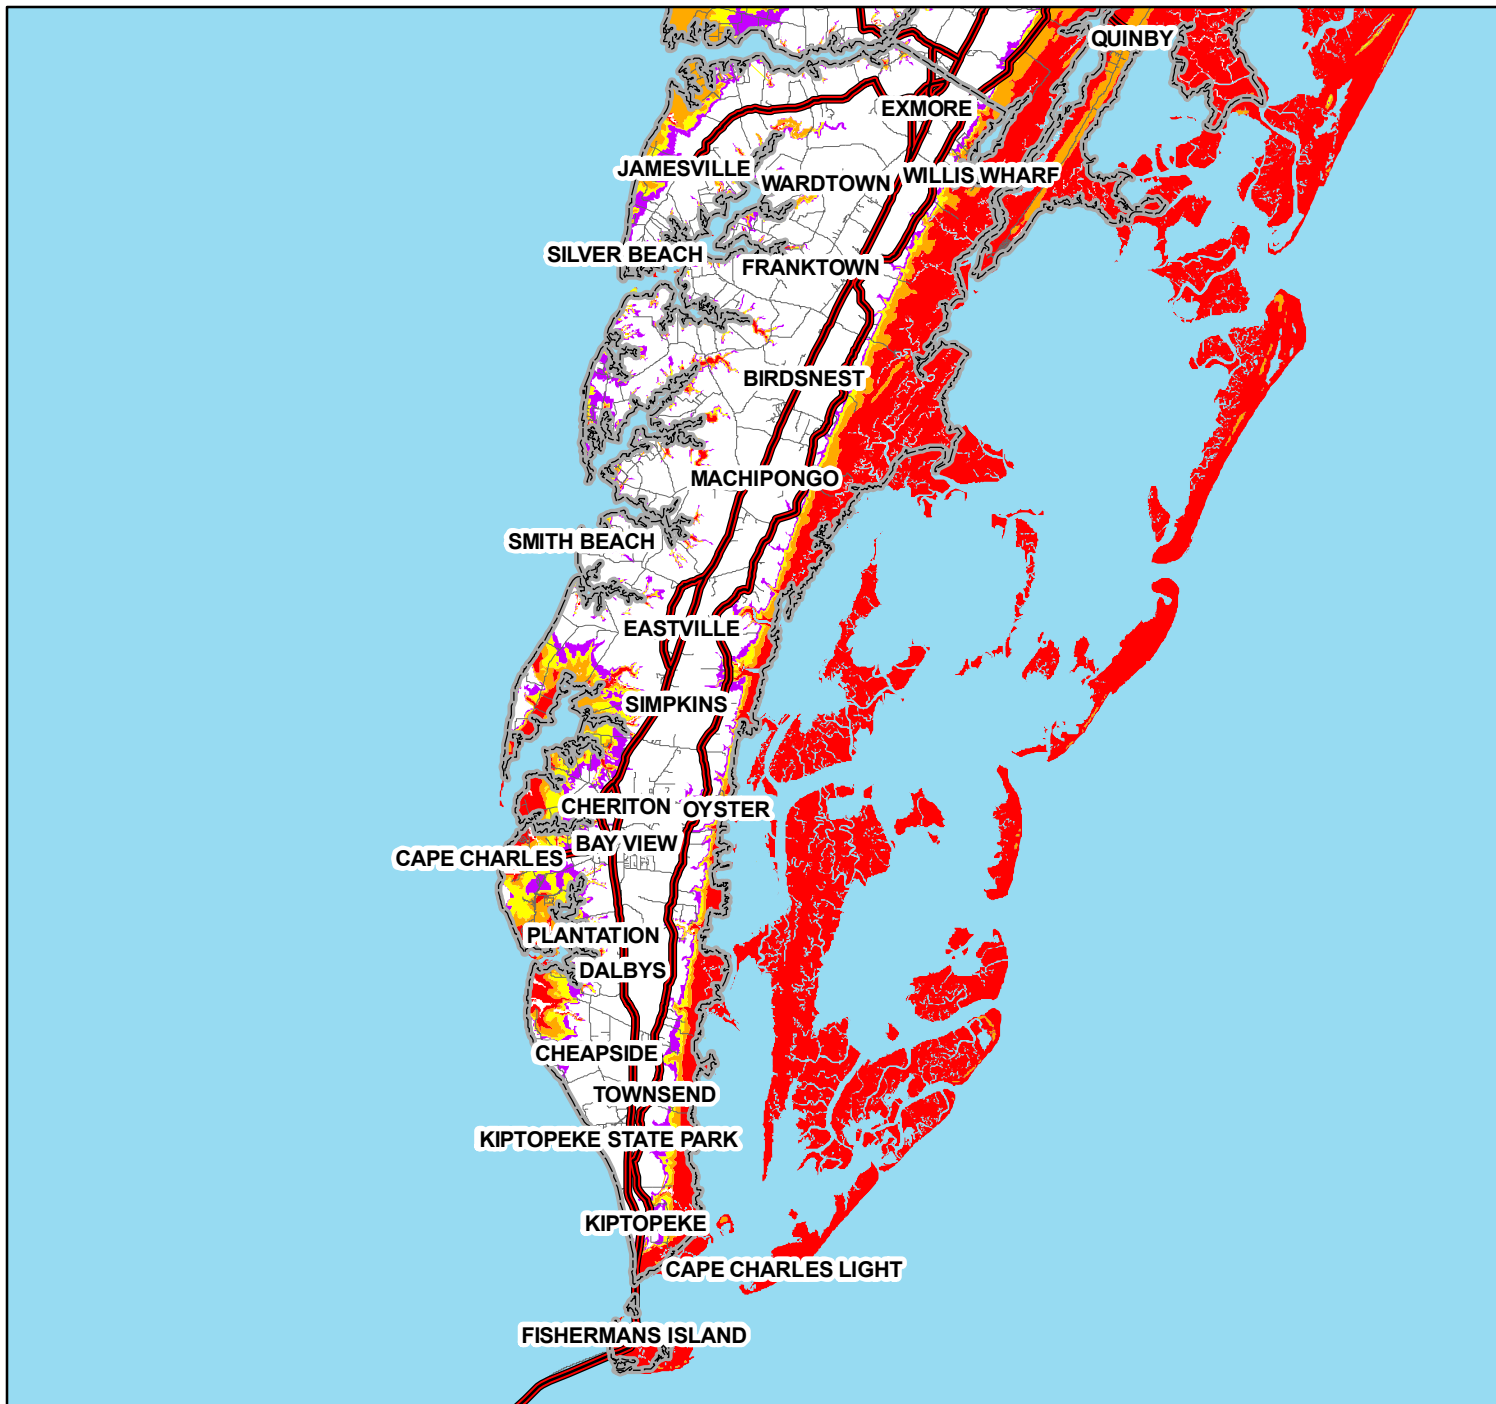 QUINBY
EXMORE
JAMESVILLE
WARDTOWN
WILLIS WHARF
SILVER BEACH
FRANKTOWN
BIRDSNEST
MACHIPONGO
SMITH BEACH
EASTVILLE
SIMPKINS
CHERITON
OYSTER
BAY VIEW
CAPE CHARLES
PLANTATION
DALBYS
CHEAPSIDE
TOWNSEND
KIPTOPEKE STATE PARK
KIPTOPEKE
CAPE CHARLES LIGHT
FISHERMANS ISLAND